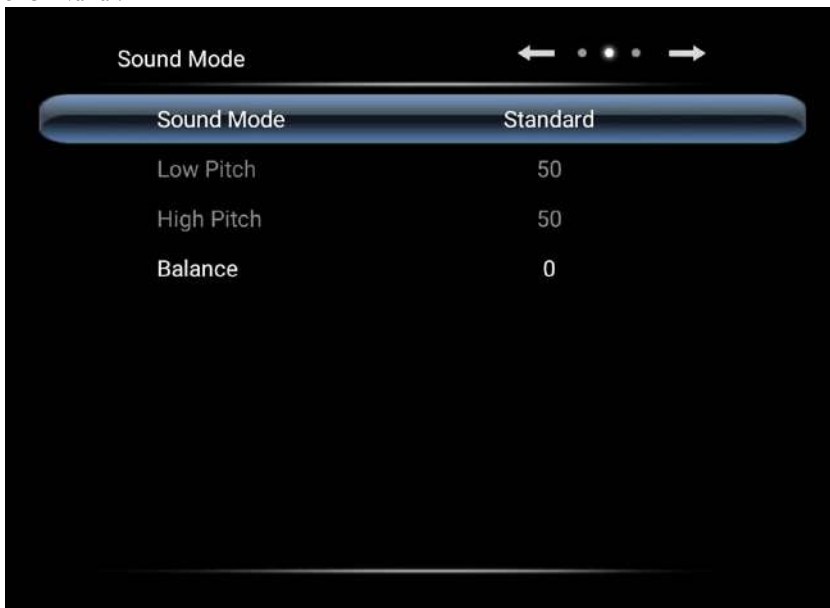 Sound Mode
Sound Mode Standard
Low Pitch 50
High Pitch 50
Balance 0